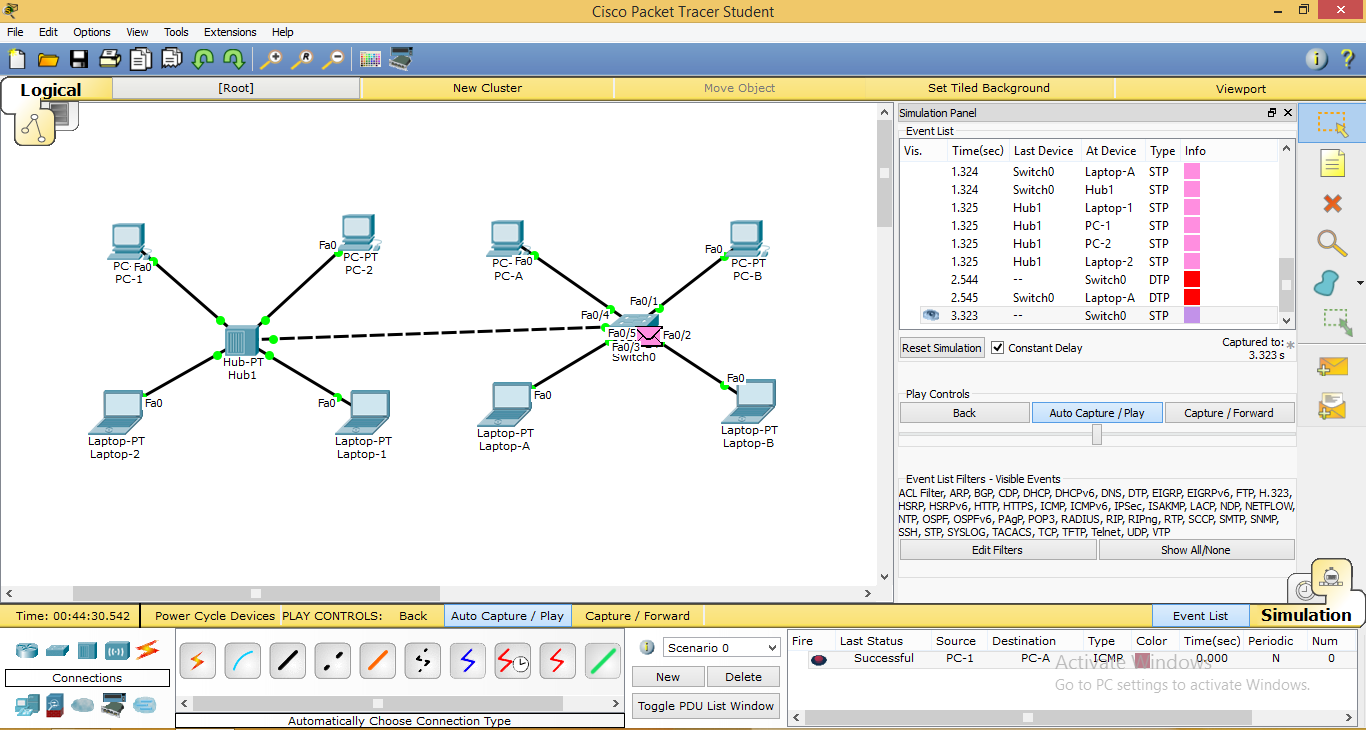 Cisco Packet Tracer Student
File Edit Options View Tools Extensions Help
Logical [Root] New Cluster Move Object Set Tiled Background Viewport
Simulation Panel
Event List
Vis. Time(sec) Last Device At Device Type Info
1.324 Switch0 Laptop-A STP
1.324 Switch0 Hub1 STP
1.325 Hub1 Laptop-1 STP
1.325 Hub1 PC-1 STP
1.325 Hub1 PC-2 STP
1.325 Hub1 Laptop-2 STP
2.544 -- Switch0 DTP
2.545 Switch0 Laptop-A DTP
3.323 -- Switch0 STP
Reset Simulation Constant Delay Captured to: *
3.323 s
Play Controls
Back Auto Capture / Play Capture / Forward
Event List Filters - Visible Events
ACL Filter, ARP, BGP, CDP, DHCP, DHCPv6, DNS, DTP, EIGRP, EIGRPv6, FTP, H.323,
HSRP, HSRPv6, HTTP, HTTPS, ICMP, ICMPv6, IPSec, ISAKMP, LACP, NDP, NETFLOW,
NTP, OSPF, OSPFv6, PAgP, POP3, RADIUS, RIP, RIPng, RTP, SCCP, SMTP, SNMP,
SSH, STP, SYSLOG, TACACS, TCP, TFTP, Telnet, UDP, VTP
Edit Filters Show All/None
PC- Fa0
PC-1
Fa0
PC-PT
PC-2
PC- Fa0
PC-A
Fa0
PC-PT
PC-B
Fa0/1
Fa0/4
Fa0/5 Fa0/2
Fa0/3
Switch0
Hub-PT
Hub1
Fa0
Laptop-PT
Laptop-2
Fa0
Laptop-PT
Laptop-1
Fa0
Laptop-PT
Laptop-A
Fa0
Laptop-PT
Laptop-B
Time: 00:44:30.542 Power Cycle Devices PLAY CONTROLS: Back Auto Capture / Play Capture / Forward Event List Simulation
Connections
Automatically Choose Connection Type
Scenario 0
New Delete
Toggle PDU List Window
Fire Last Status Source Destination Type Color Time(sec) Periodic Num
Successful PC-1 PC-A ICMP 0.000 N 0
Activate Windows
Go to PC settings to activate Windows.